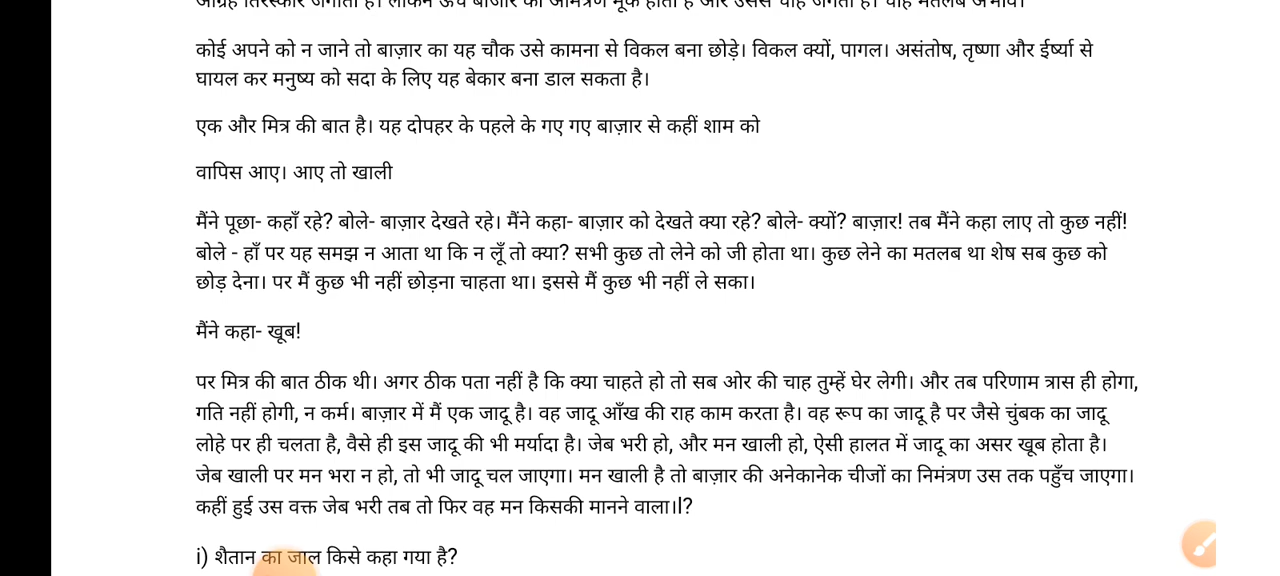 कोई अपने को न जाने तो बाज़ार का यह चौक उसे कामना से विकल बना छोड़े। विकल क्यों, पागल। असंतोष, तृष्णा और ईर्ष्या से
घायल कर मनुष्य को सदा के लिए यह बेकार बना डाल सकता है।
एक और मित्र की बात है। यह दोपहर के पहले के गए गए बाज़ार से कहीं शाम को
वापिस आए। आए तो खाली
मैंने पूछा- कहाँ रहे? बोले- बाज़ार देखते रहे। मैंने कहा- बाज़ार को देखते क्या रहे? बोले- क्यों? बाज़ार! तब मैंने कहा लाए तो कुछ नहीं!
बोले - हाँ पर यह समझ न आता था कि न लूँ तो क्या? सभी कुछ तो लेने को जी होता था। कुछ लेने का मतलब था शेष सब कुछ को
छोड़ देना। पर मैं कुछ भी नहीं छोड़ना चाहता था। इससे मैं कुछ भी नहीं ले सका।
मैंने कहा- खूब!
पर मित्र की बात ठीक थी। अगर ठीक पता नहीं है कि क्या चाहते हो तो सब ओर की चाह तुम्हें घेर लेगी। और तब परिणाम त्रास ही होगा,
गति नहीं होगी, न कर्म। बाज़ार में मैं एक जादू है। वह जादू आँख की राह काम करता है। वह रूप का जादू है पर जैसे चुंबक का जादू
लोहे पर ही चलता है, वैसे ही इस जादू की भी मर्यादा है। जेब भरी हो, और मन खाली हो, ऐसी हालत में जादू का असर खूब होता है।
जेब खाली पर मन भरा न हो, तो भी जादू चल जाएगा। मन खाली है तो बाज़ार की अनेकानेक चीजों का निमंत्रण उस तक पहुँच जाएगा।
कहीं हुई उस वक्त जेब भरी तब तो फिर वह मन किसकी मानने वाला।l?
i) शैतान का जाल किसे कहा गया है?